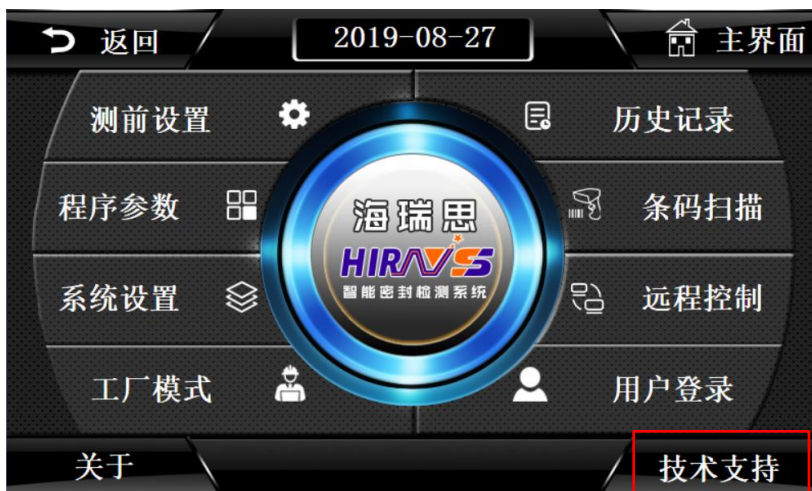 返回
2019-08-27
主界面
测前设置
历史记录
程序参数
条码扫描
海瑞思
HIRAYS
智能密封检测系统
系统设置
远程控制
工厂模式
用户登录
关于
技术支持